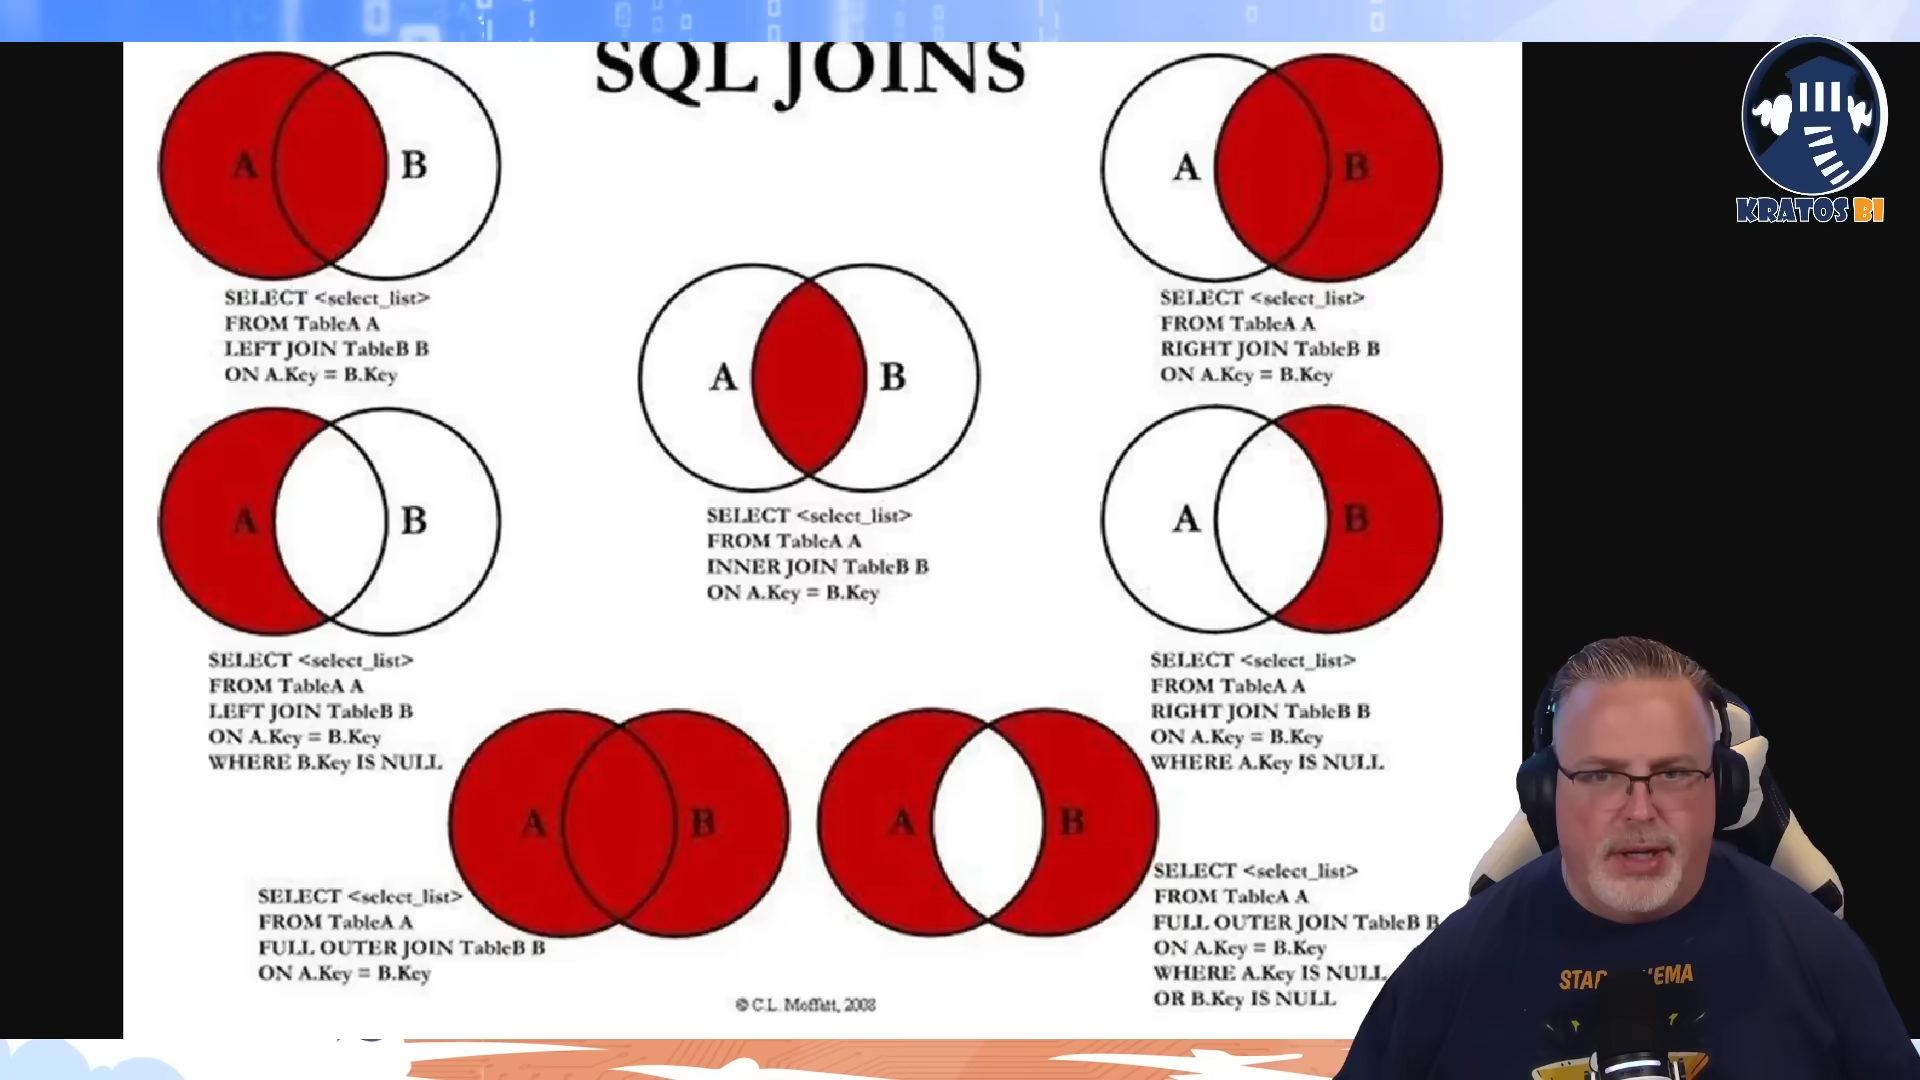 SQL JOINS
A
B
SELECT <select_list>
FROM TableA A
LEFT JOIN TableB B
ON A.Key = B.Key
A
B
SELECT <select_list>
FROM TableA A
INNER JOIN TableB B
ON A.Key = B.Key
A
B
SELECT <select_list>
FROM TableA A
RIGHT JOIN TableB B
ON A.Key = B.Key
KRATOS BI
A
B
SELECT <select_list>
FROM TableA A
LEFT JOIN TableB B
ON A.Key = B.Key
WHERE B.Key IS NULL
A
B
SELECT <select_list>
FROM TableA A
RIGHT JOIN TableB B
ON A.Key = B.Key
WHERE A.Key IS NULL
A
B
SELECT <select_list>
FROM TableA A
FULL OUTER JOIN TableB B
ON A.Key = B.Key
A
B
SELECT <select_list>
FROM TableA A
FULL OUTER JOIN TableB B
ON A.Key = B.Key
WHERE A.Key IS NULL
OR B.Key IS NULL
© C.L. Moffatt, 2008